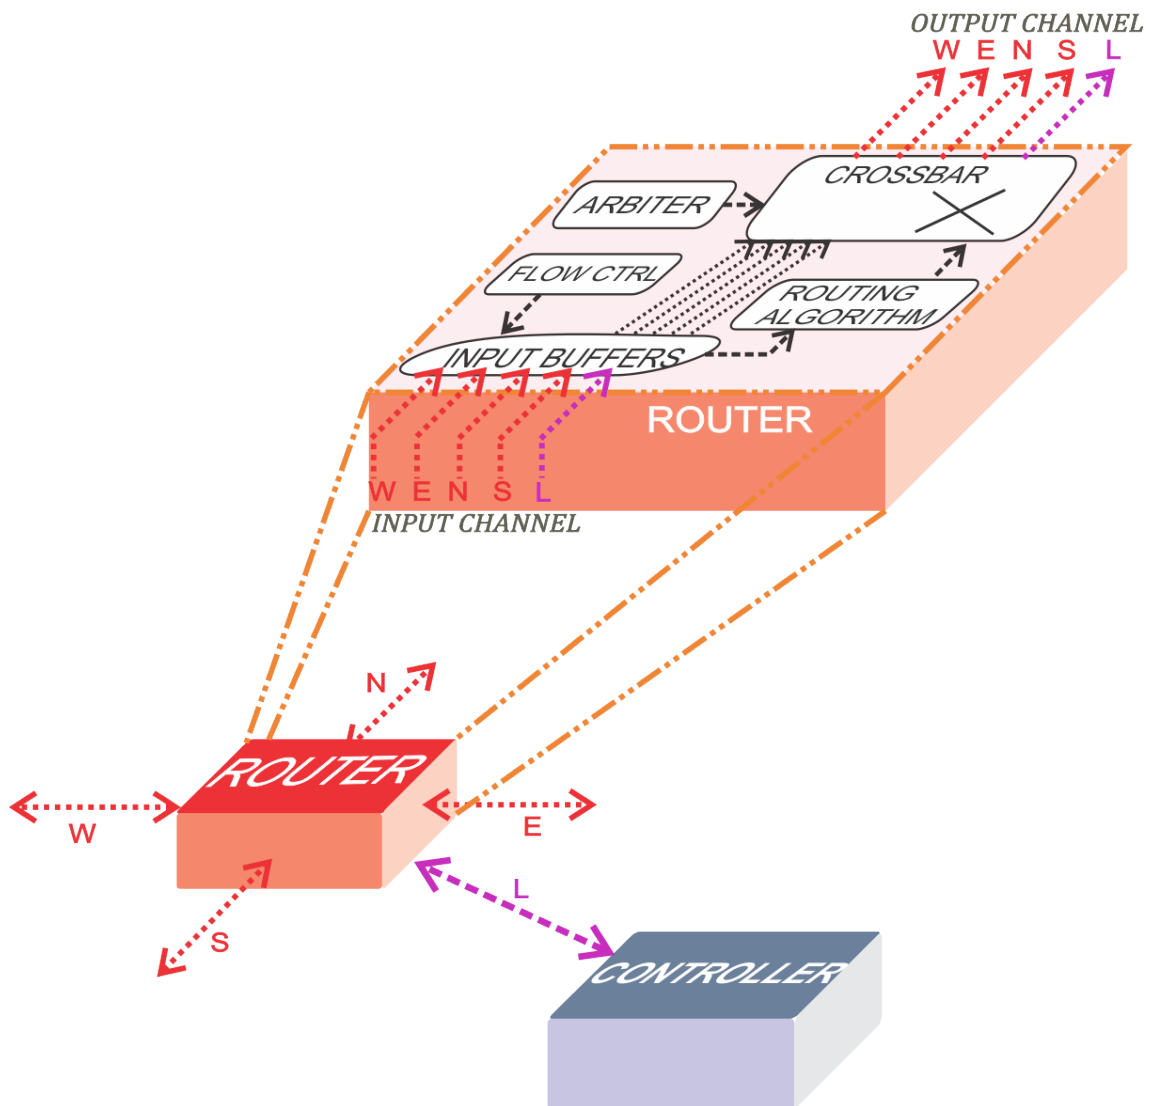 OUTPUT CHANNEL
W E N S L
CROSSBAR
ARBITER
FLOW CTRL
ROUTING
ALGORITHM
INPUT BUFFERS
ROUTER
W E N S L
INPUT CHANNEL
N
ROUTER
W
E
L
S
CONTROLLER